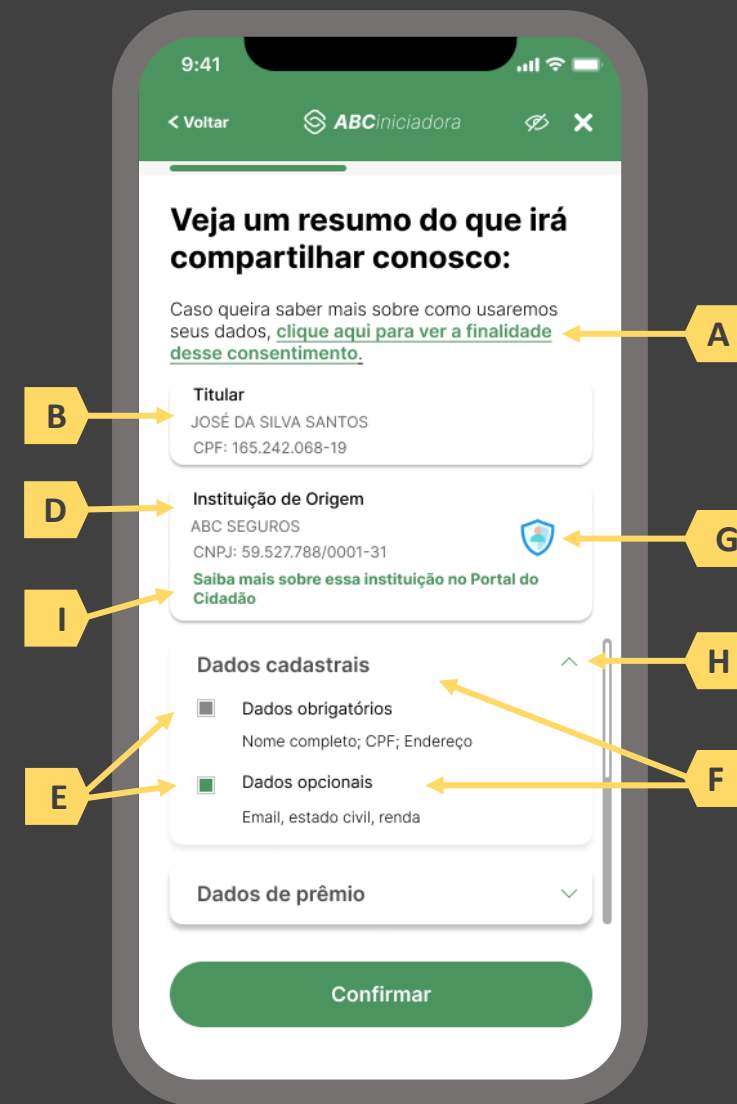 9:41
< Voltar
ABCiniciadora
Veja um resumo do que irá
compartilhar conosco:
Caso queira saber mais sobre como usaremos
seus dados, clique aqui para ver a finalidade
desse consentimento.
A
Titular
JOSÉ DA SILVA SANTOS
CPF: 165.242.068-19
B
Instituição de Origem
ABC SEGUROS
CNPJ: 59.527.788/0001-31
Saiba mais sobre essa instituição no Portal do
Cidadão
D
G
I
Dados cadastrais
H
Dados obrigatórios
Nome completo; CPF; Endereço
Dados opcionais
Email, estado civil, renda
E
F
Dados de prêmio
Confirmar